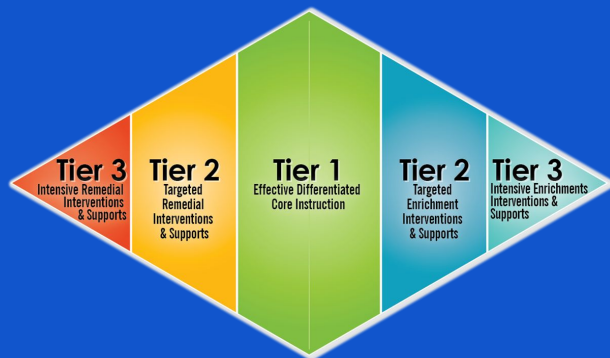 Tier 3
Intensive Remedial
Interventions
& Supports
Tier 2
Targeted
Remedial
Interventions
& Supports
Tier 1
Effective Differentiated
Core Instruction
Tier 2
Targeted
Enrichment
Interventions
& Supports
Tier 3
Intensive Enrichments
Interventions &
Supports